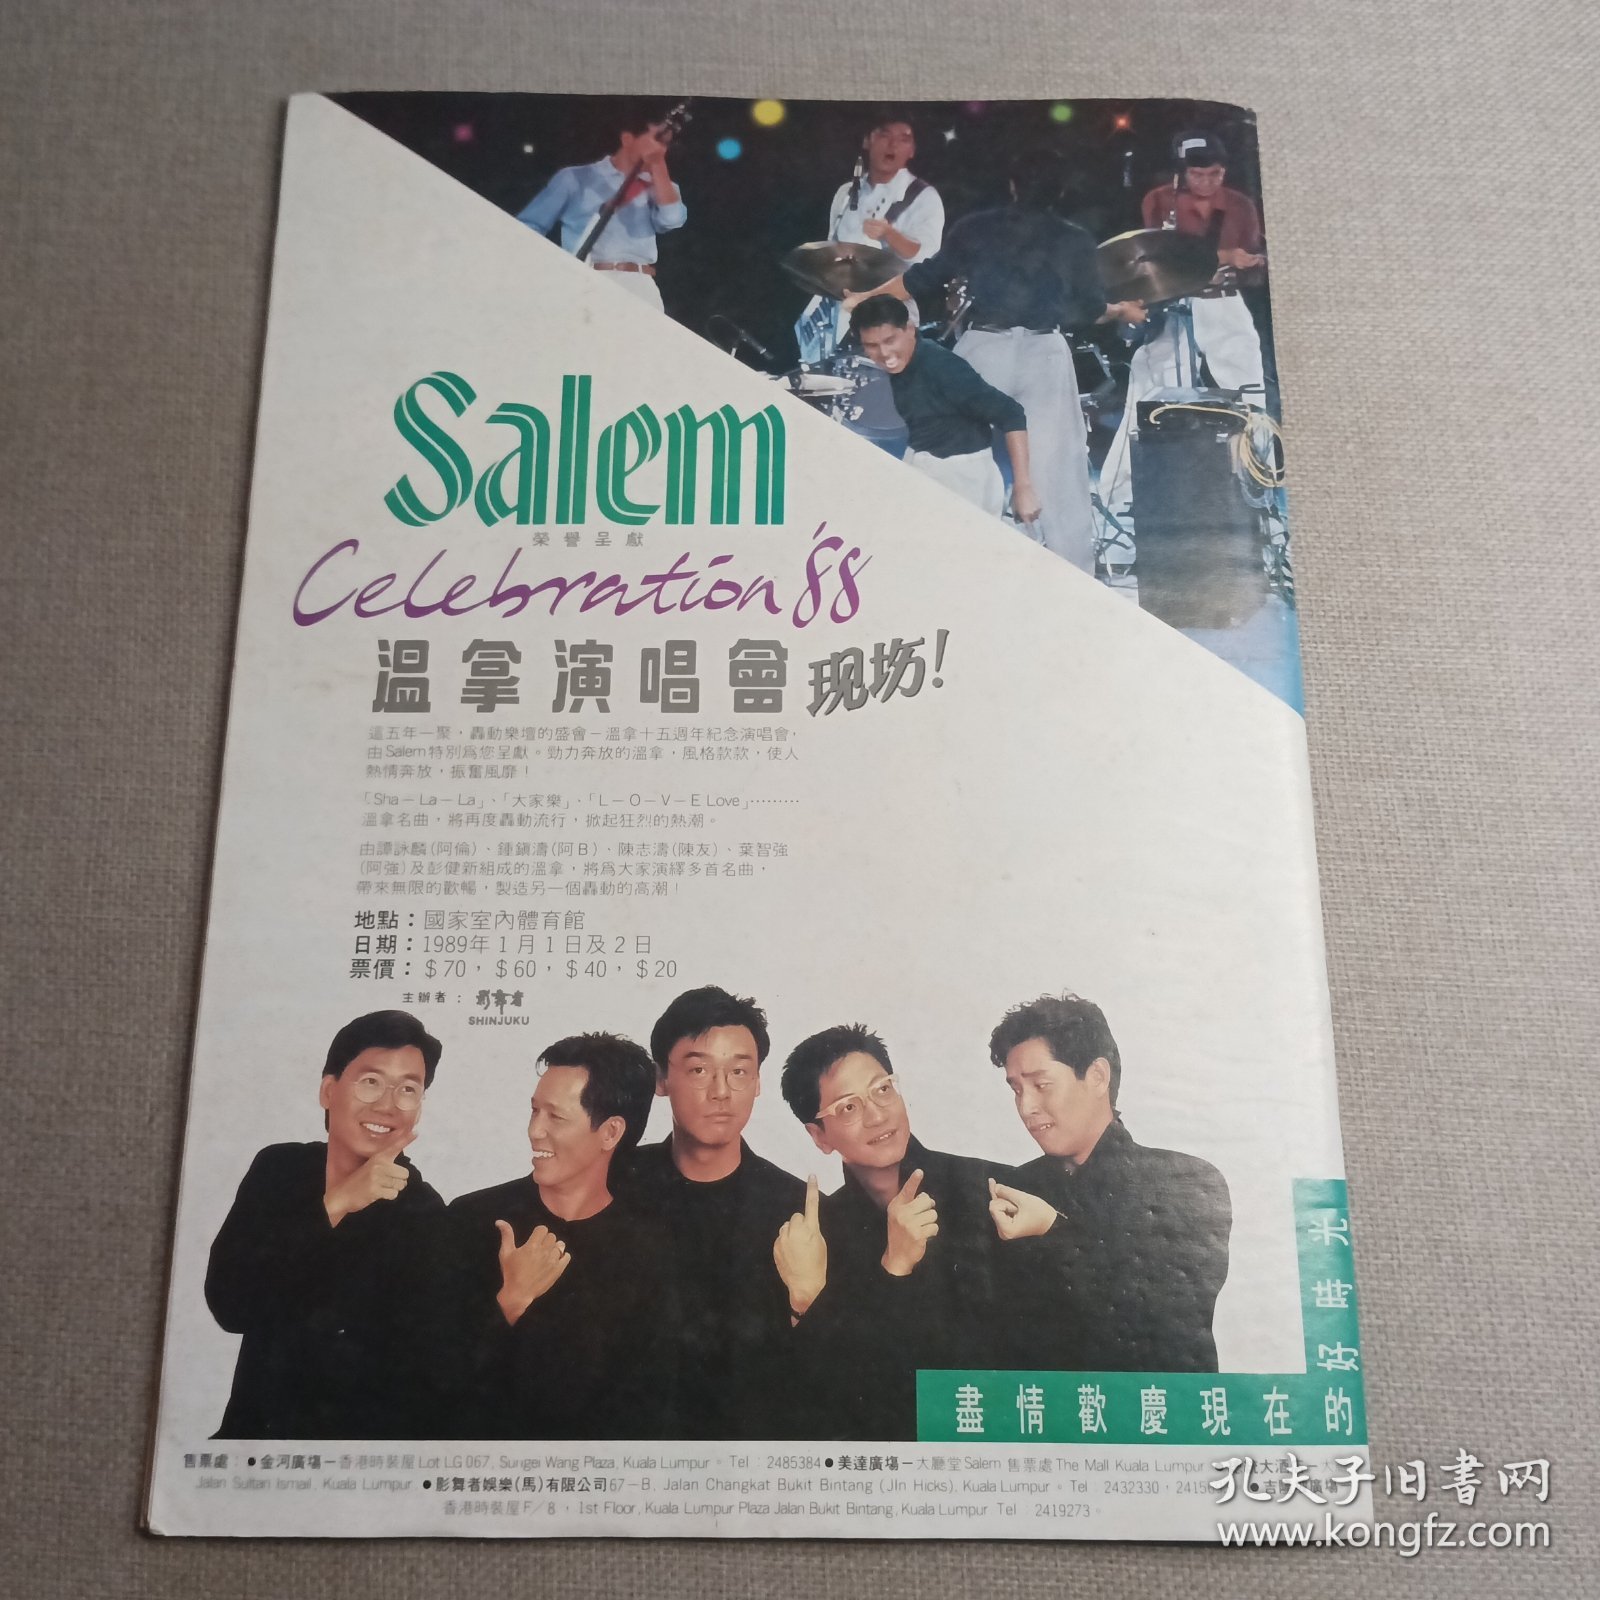 Salem
榮譽呈獻
Celebration '88
溫拿演唱會现场!
這五年一聚，轟動樂壇的盛會－溫拿十五週年紀念演唱會，
由Salem特別爲您呈獻。勁力奔放的溫拿，風格款款，使人
熱情奔放，振奮風靡！
「Sha－La－La」、「大家樂」、「L－O－V－E Love」………
溫拿名曲，將再度轟動流行，掀起狂烈的熱潮。
由譚詠麟(阿倫)、鍾鎮濤(阿B)、陳志濤(陳友)、葉智強
(阿強)及彭健新組成的溫拿，將爲大家演繹多首名曲，
帶來無限的歡暢，製造另一個轟動的高潮！
地點：國家室內體育館
日期：1989年1月1日及2日
票價：$70，$60，$40，$20
主辦者：影舞者
SHINJUKU
盡情歡慶現在的
好時光
售票處：●金河廣場－香港時裝屋 Lot LG 067, Sungei Wang Plaza, Kuala Lumpur。Tel：2485384●美達廣場－大廳堂Salem 售票處 The Mall Kuala Lumpur
Jalan Sultan Ismail, Kuala Lumpur.●影舞者娛樂(馬)有限公司67－B, Jalan Changkat Bukit Bintang (Jln Hicks), Kuala Lumpur。Tel：2432330，
香港時裝屋F／8，1st Floor, Kuala Lumpur Plaza Jalan Bukit Bintang, Kuala Lumpur Tel：2419273。
孔夫子旧书网
www.kongfz.com